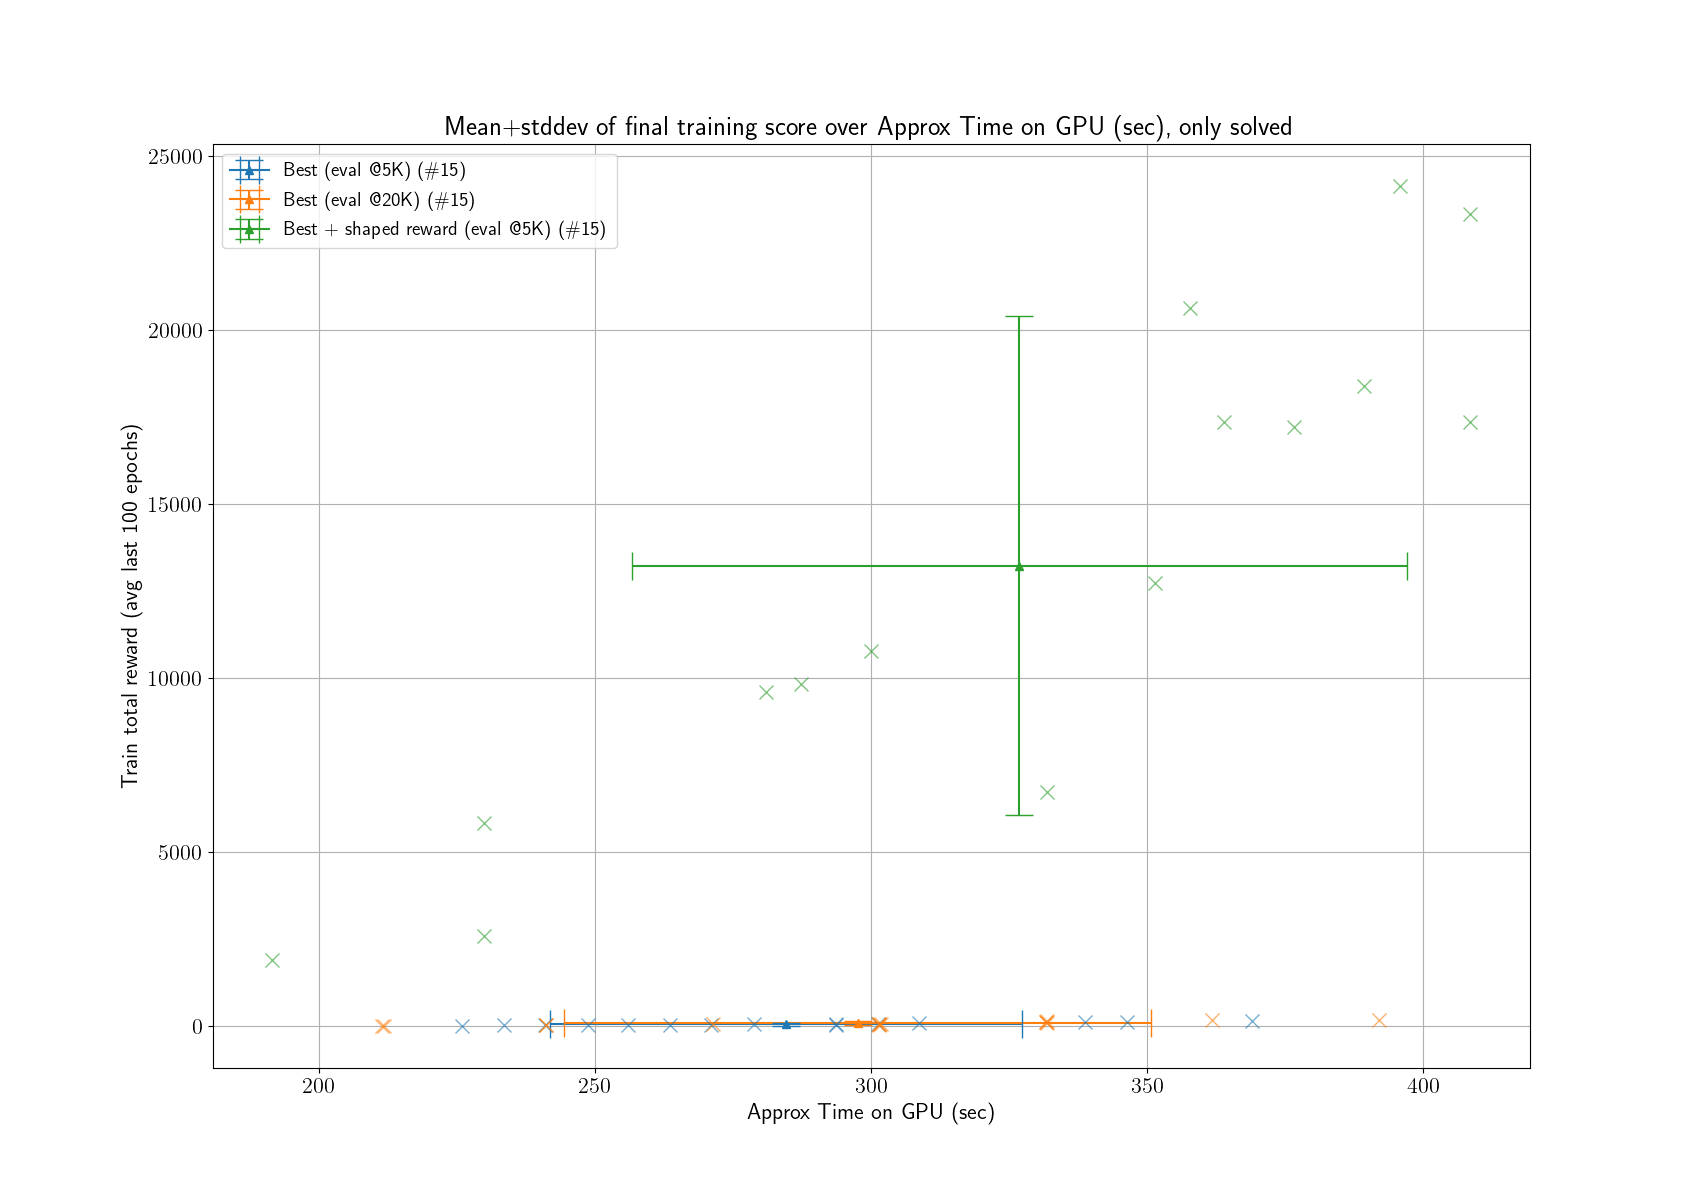 Mean+stddev of final training score over Approx Time on GPU (sec), only solved
Best (eval @5K) (#15)
Best (eval @20K) (#15)
Best + shaped reward (eval @5K) (#15)
Train total reward (avg last 100 epochs)
25000
20000
15000
10000
5000
0
200 250 300 350 400
Approx Time on GPU (sec)